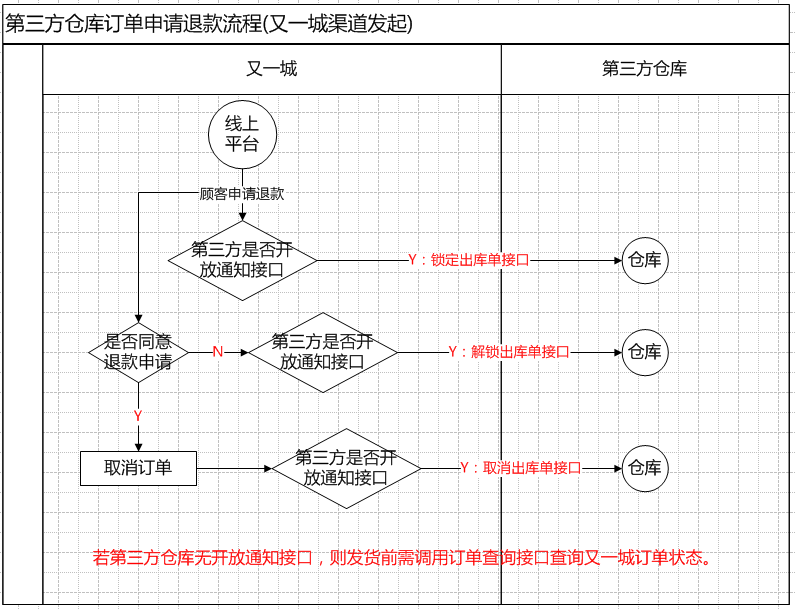 第三方仓库订单申请退款流程(又一城渠道发起)
又一城
第三方仓库
线上
平台
顾客申请退款
第三方是否开
放通知接口
Y：锁定出库单接口
仓库
是否同意
退款申请
N
第三方是否开
放通知接口
Y：解锁出库单接口
仓库
Y
取消订单
第三方是否开
放通知接口
Y：取消出库单接口
仓库
若第三方仓库无开放通知接口，则发货前需调用订单查询接口查询又一城订单状态。